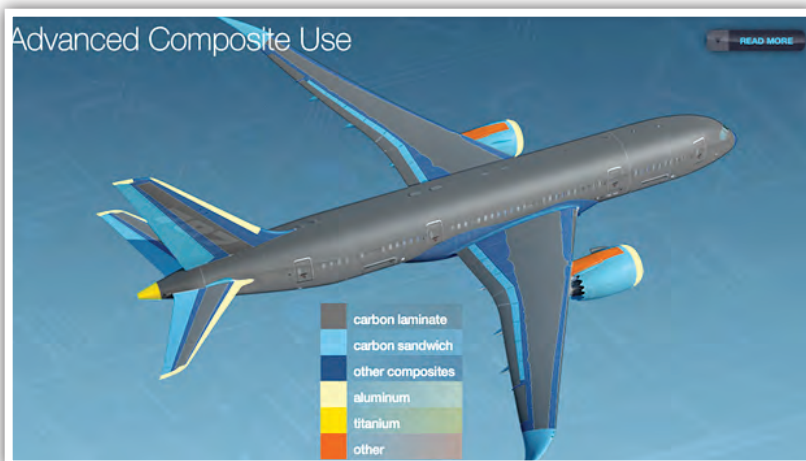 Advanced Composite Use
READ MORE
carbon laminate
carbon sandwich
other composites
aluminum
titanium
other